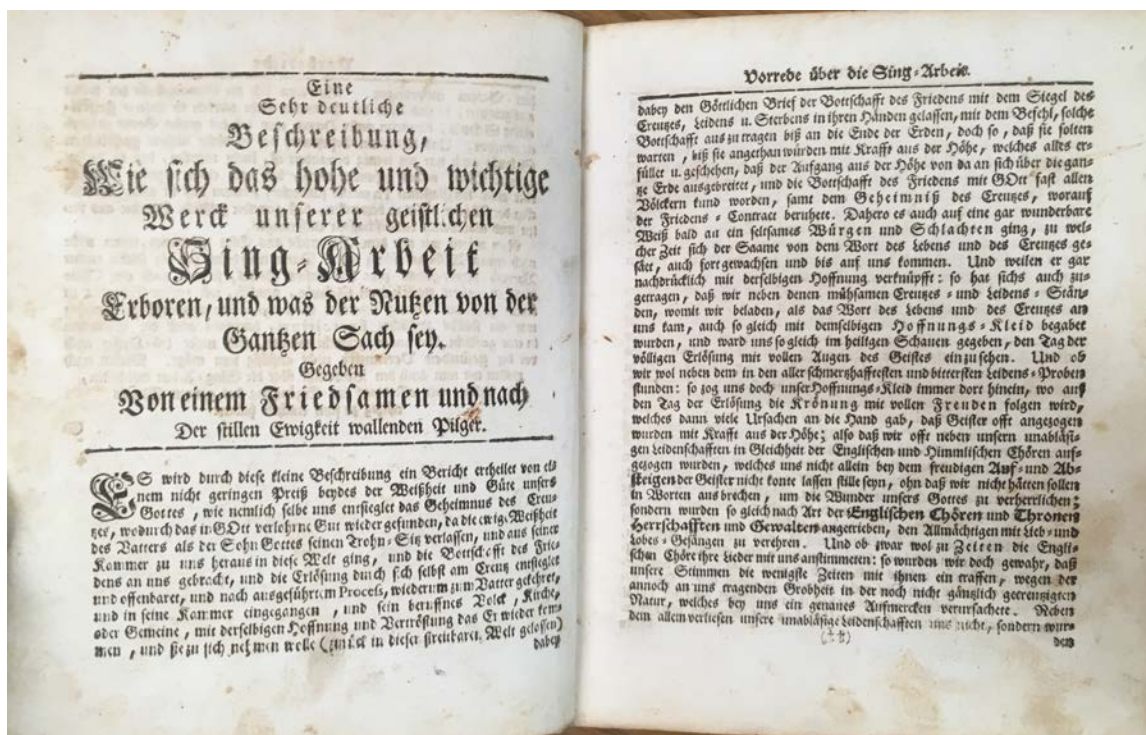 Eine
Sehr deutliche
Beschreibung,
Wie sich das hohe und wichtige
Werck unserer geistlichen
Sing-Arbeit
Erboren, und was der Nutzen von der
Gantzen Sach sey.
Gegeben
Von einem Friedsamen und nach
Der stillen Ewigkeit wallenden Pilger.
ES wird durch diese kleine Beschreibung ein Bericht ertheilet von ei-
nem nicht geringen Preiß beydes der Weißheit und Güte unsers
Gottes, wie nemlich selbe uns entsieglet das Geheimnus des Creu-
tzes, wodurch das in GOtt verlohrne Gut wieder gefunden, da die ewige Weißheit
des Vatters als der Sohn Gottes seinen Trohn-Sitz verlassen, und aus seiner
Kammer zu uns heraus in diese Welt ging, und die Bottschafft des Frie-
dens an uns gebracht, und die Erlösung durch sich selbst am Creutz entsieglet
und offenbaret, und nach ausgeführtem Process, wiederum zum Vatter gekehret,
und in seine Kammer eingegangen, und sein beruffnes Volck, Kirche,
oder Gemeine, mit derselbigen Hoffnung und Vertröstung das Er wieder kom-
men, und sie zu sich nehmen wolle (zumal in dieser streitbaren Welt gelossen)
dabey
Vorrede über die Sing-Arbeit.
dabey den Göttlichen Brief der Bottschafft des Friedens mit dem Siegel des
Creutzes, Leidens u. Sterbens in ihren Händen gelassen, mit dem Befehl, solche
Bottschafft aus zu tragen biß an die Ende der Erden, doch so, daß sie solten
warten, biß sie angethan würden mit Krafft aus der Höhe, welches alles er-
füllet u. geschehen, daß der Aufgang aus der Höhe von da an sich über die gan-
tze Erde ausgebreitet, und die Bottschafft des Friedens mit GOtt fast allen
Völckern kund worden, samt dem Geheimniß des Creutzes, worauf
der Friedens-Contract beruhete. Dahero es auch auf eine gar wunderbare
Weiß bald an ein seltsames Würgen und Schlachten ging, zu wel-
cher Zeit sich der Saame von dem Wort des Lebens und des Creutzes ge-
säet, auch fort gewachsen und bis auf uns kommen. Und weilen er gar
nachdrücklich mit derselbigen Hoffnung verknüpfft: so hat sichs auch zu-
getragen, daß wir neben denen mühsamen Creutzes- und Leidens-Stän-
den, womit wir beladen, als das Wort des Lebens und des Creutzes an
uns kam, auch so gleich mit demselbigen Hoffnungs-Kleid begabet
wurden, und ward uns so gleich im heiligen Schauen gegeben, den Tag der
völligen Erlösung mit vollen Augen des Geistes einzusehen. Und ob
wir wol neben dem in den allerschmerzhafftesten und bittersten Leidens-Proben
stunden: so zog uns doch unser Hoffnungs-Kleid immer dort hinein, wo auf
den Tag der Erlösung die Krönung mit vollen Freuden folgen wird,
welches dann viele Ursachen an die Hand gab, daß Geister offt angezogen
wurden mit Krafft aus der Höhe; also daß wir offt neben unsern unabläßi-
gen Leidenschafften in Gleichheit der Englischen und Himmlischen Chören auf-
gezogen wurden, welches uns nicht allein bey dem freudigen Auf- und Ab-
steigen der Geister nicht konte lassen stille seyn, ohn daß wir nicht hätten sollen
in Worten aus brechen, um die Wunder unsers Gottes zu verherrlichen;
sondern wurden so gleich nach Art der Englischen Chören und Thronen
Herrschafften und Gewalten angetrieben, den Allmächtigen mit Lieb- und
Lobes-Gesängen zu verehren. Und ob zwar wol zu Zeiten die Engli-
schen Chöre ihre Lieder mit uns anstimmeten: so wurden wir doch gewahr, daß
unsere Stimmen die wenigste Zeiten mit ihnen ein traffen, wegen der
annoch an uns tragenden Grobheit in der noch nicht gäntzlich gecreutzigten
Natur, welches bey uns ein genaues Aufmercken verursachete. Neben
dem allem verliesen unsere unabläßige Leidenschafften uns nicht, sondern wur-
den